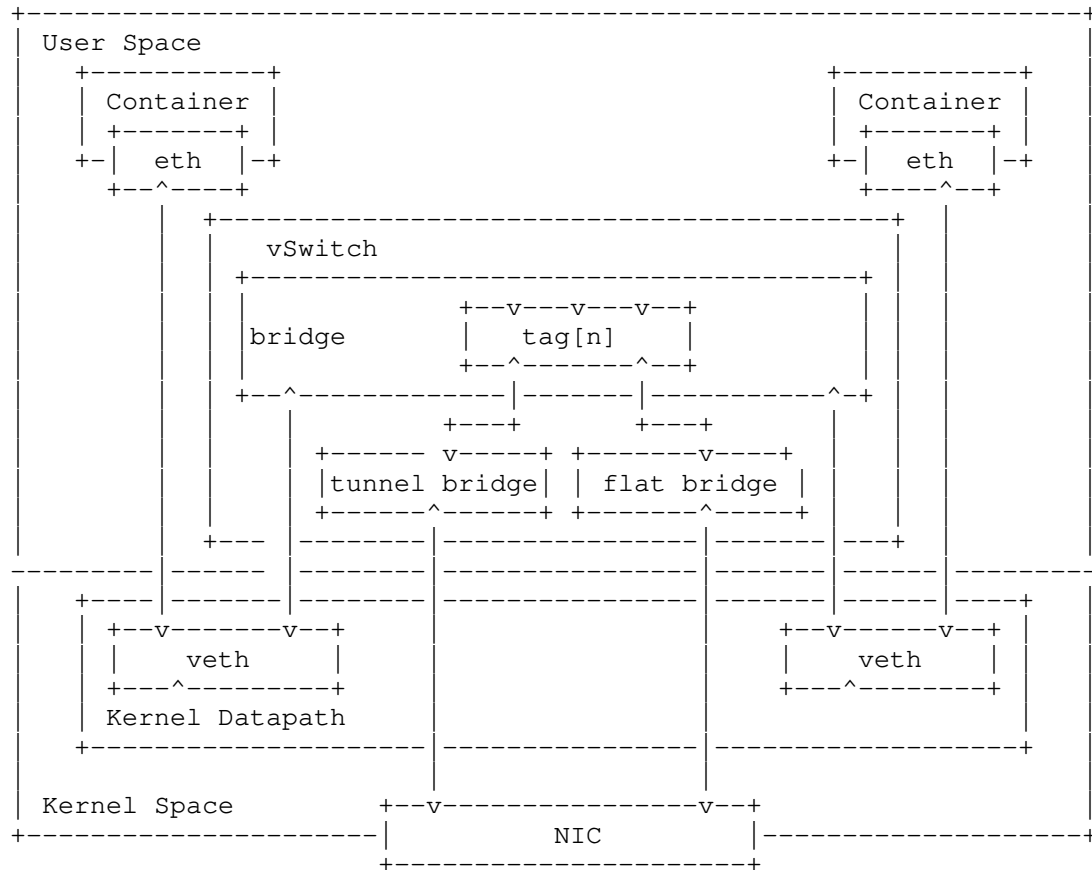 User Space
Container Container
eth eth
vSwitch
bridge tag[n]
tunnel bridge flat bridge
veth veth
Kernel Datapath
Kernel Space
NIC